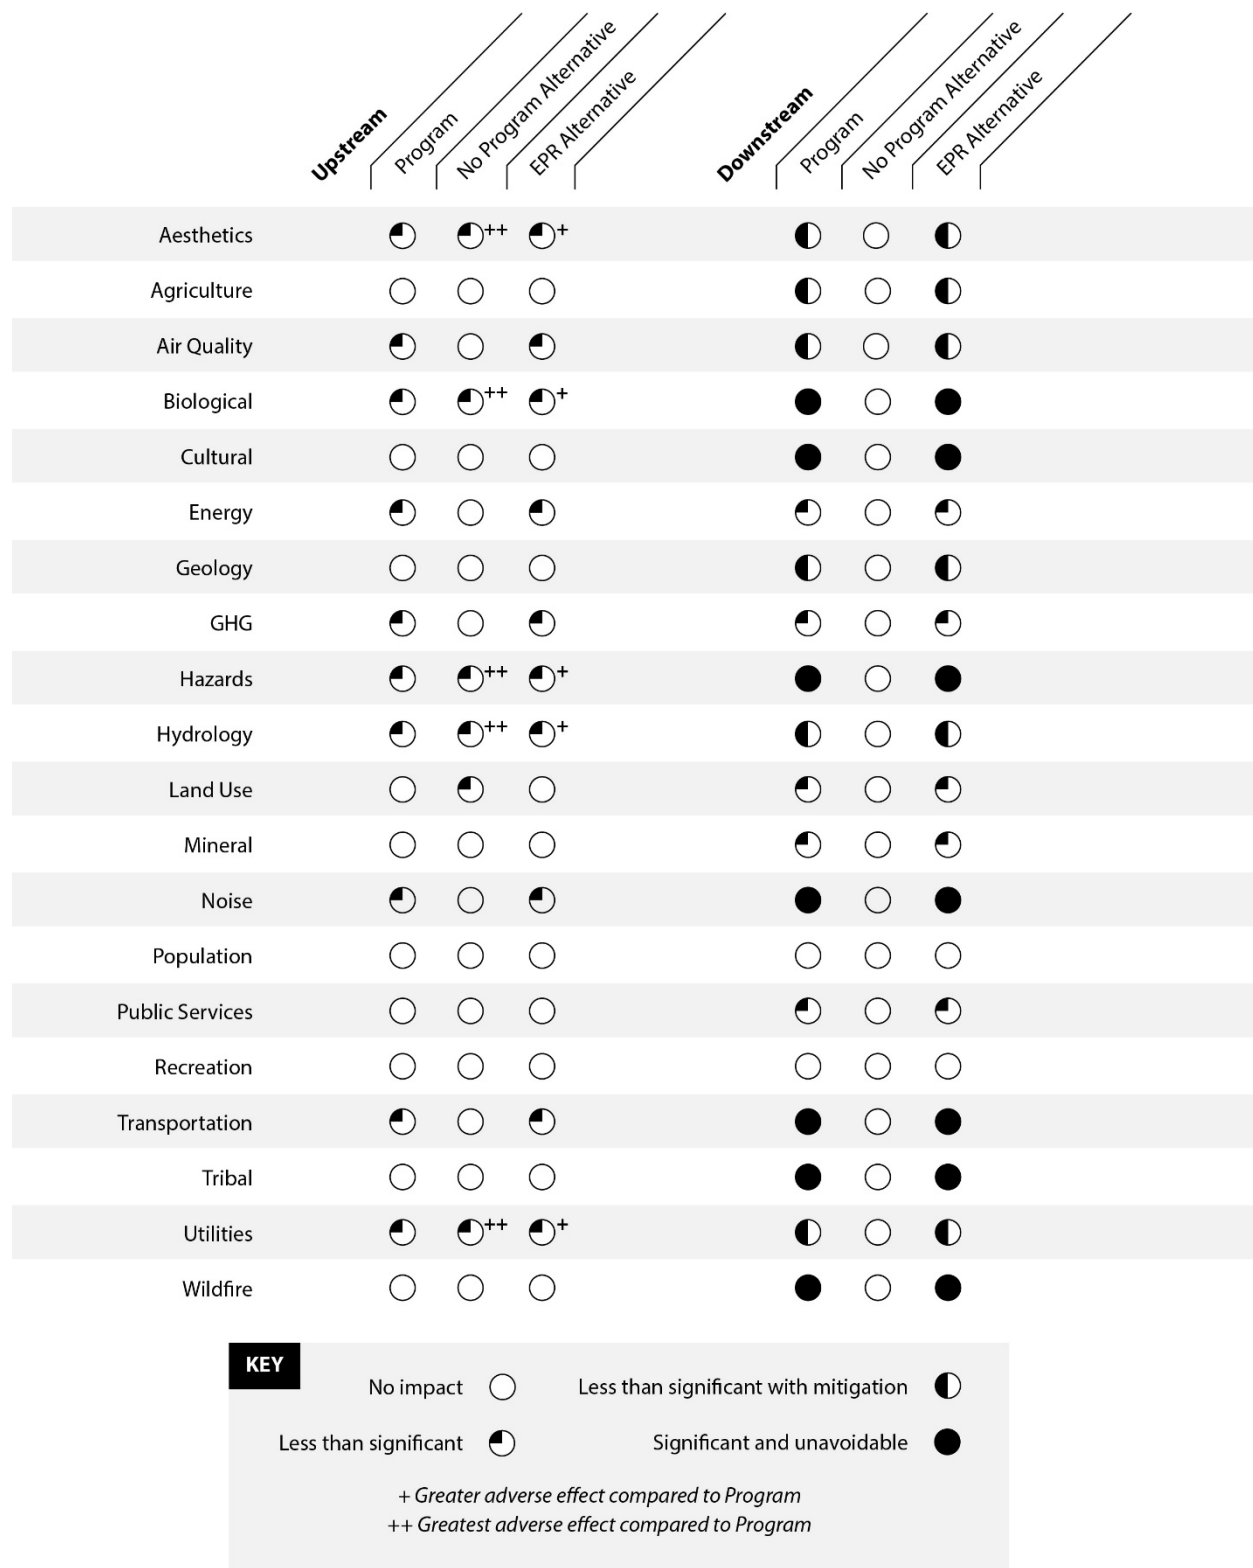 Upstream
Program
No Program Alternative
EPR Alternative
Downstream
Program
No Program Alternative
EPR Alternative
Aesthetics ++ +
Agriculture
Air Quality
Biological ++ +
Cultural
Energy
Geology
GHG
Hazards ++ +
Hydrology ++ +
Land Use
Mineral
Noise
Population
Public Services
Recreation
Transportation
Tribal
Utilities ++ +
Wildfire
KEY
No impact Less than significant with mitigation
Less than significant Significant and unavoidable
+ Greater adverse effect compared to Program
++ Greatest adverse effect compared to Program